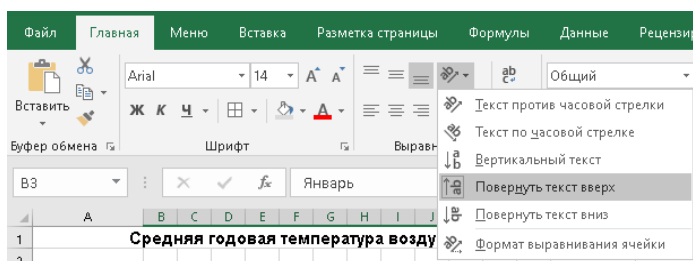 Файл Главная Меню Вставка Разметка страницы Формулы Данные Рецензир
Вставить
Arial 14 А А ab c Общий
Ж К Ч А
Буфер обмена Шрифт Выравн
Текст против часовой стрелки
Текст по часовой стрелке
Вертикальный текст
Повернуть текст вверх
Повернуть текст вниз
Формат выравнивания ячейки
B3 fx Январь
A B C D E F G H I J
1 Средняя годовая температура возду
2